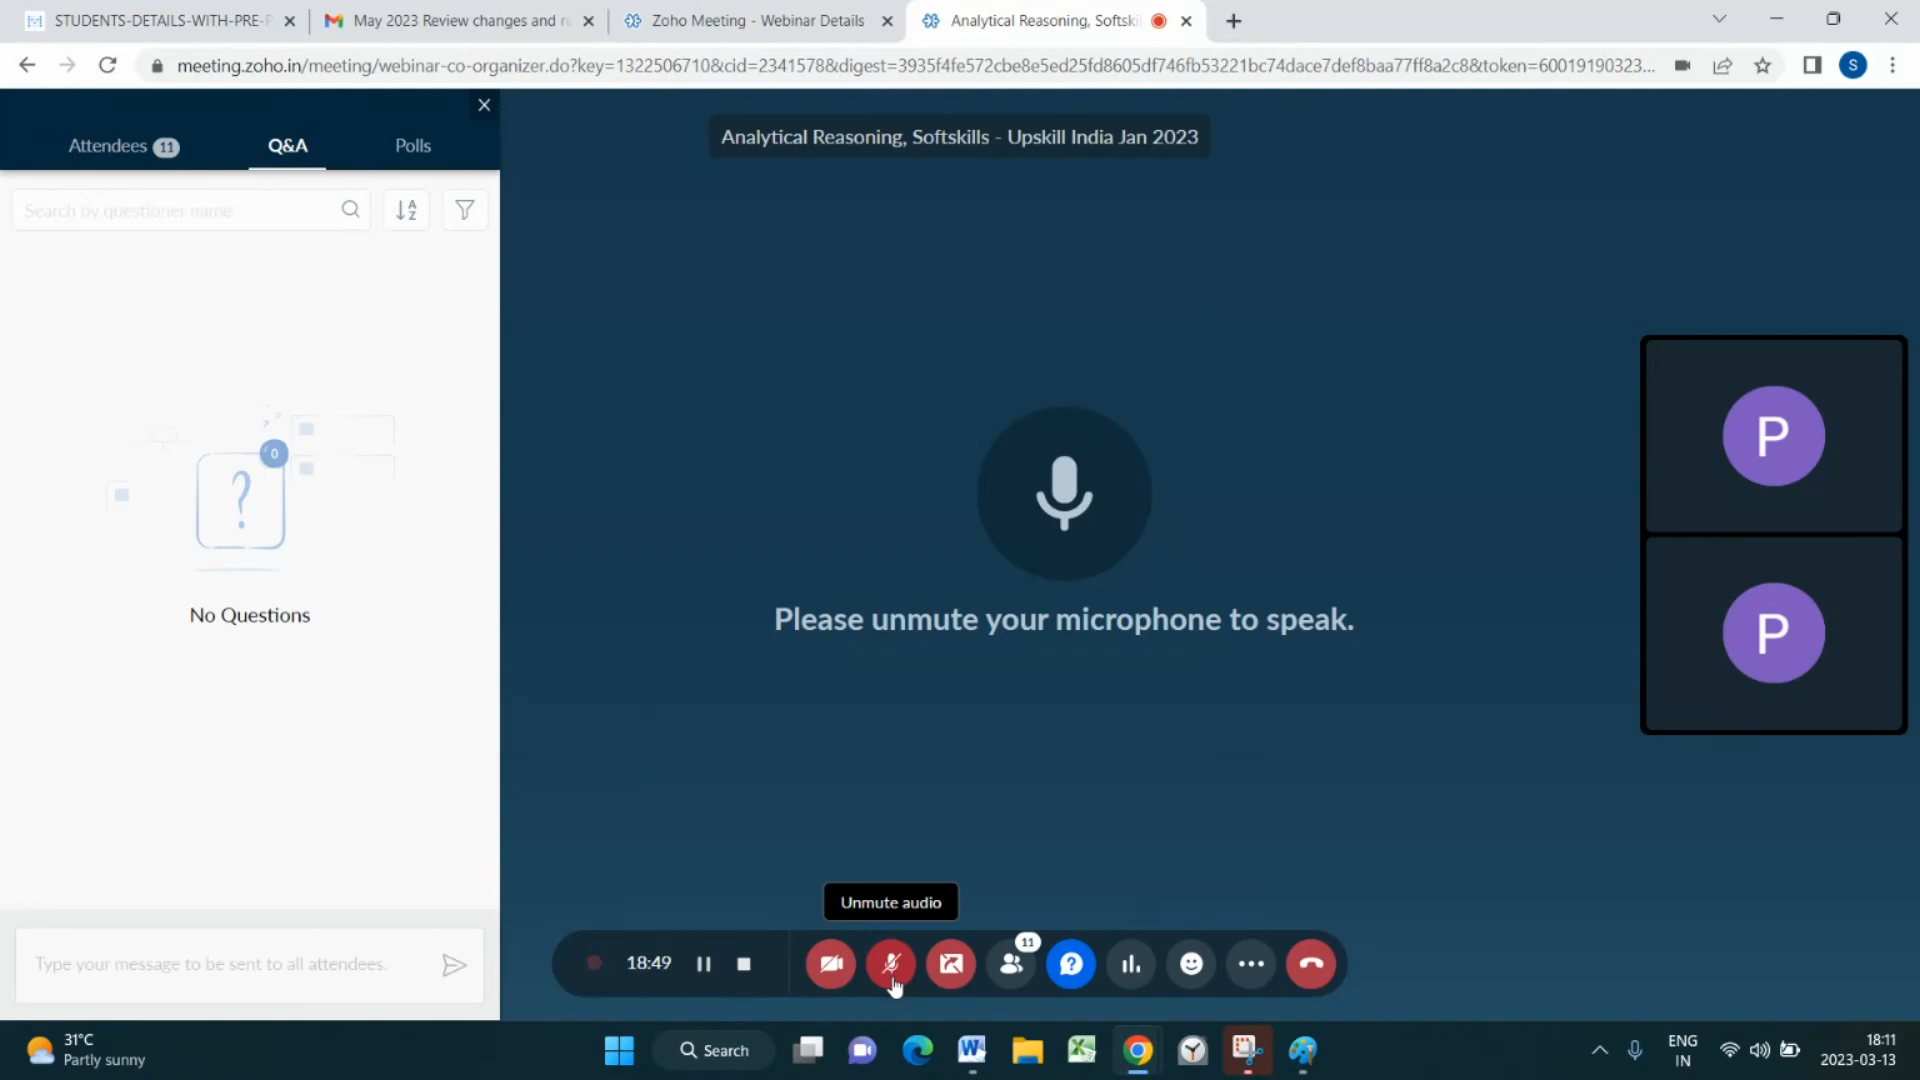 STUDENTS-DETAILS-WITH-PRE-P
May 2023 Review changes and re
Zoho Meeting - Webinar Details
Analytical Reasoning, Softskil
meeting.zoho.in/meeting/webinar-co-organizer.do?key=1322506710&cid=2341578&digest=3935f4fe572cbe8e5ed25fd8605df746fb53221bc74dace7def8baa77ff8a2c8&token=60019190323...
S
Attendees 11
Q&A
Polls
Analytical Reasoning, Softskills - Upskill India Jan 2023
Search by questioner name
A
Z
0
?
No Questions
P
P
Please unmute your microphone to speak.
Unmute audio
Type your message to be sent to all attendees.
18:49
11
31°C
Partly sunny
Search
ENG
IN
18:11
2023-03-13